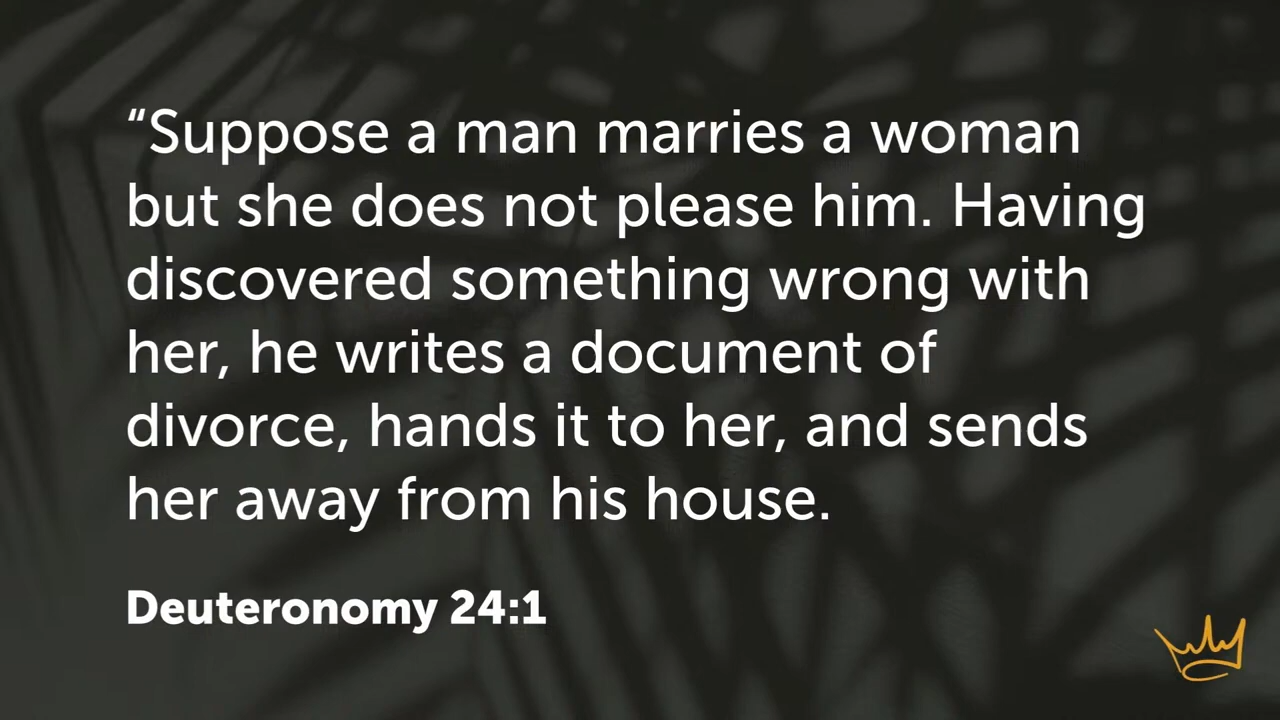 “Suppose a man marries a woman
but she does not please him. Having
discovered something wrong with
her, he writes a document of
divorce, hands it to her, and sends
her away from his house.
Deuteronomy 24:1